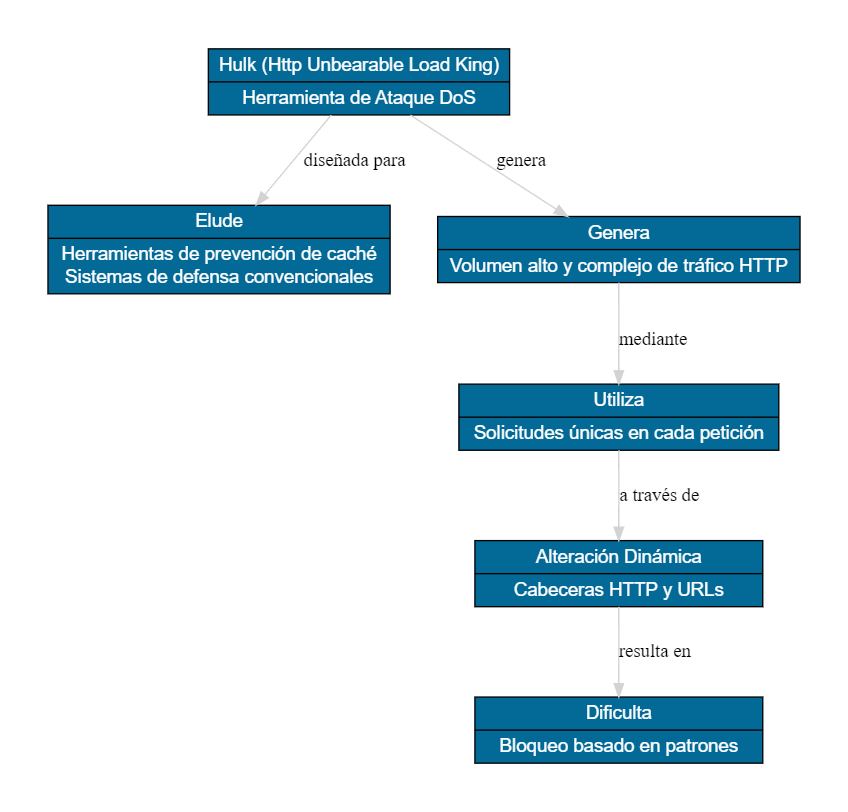 Hulk (Http Unbearable Load King)
Herramienta de Ataque DoS
diseñada para
genera
Elude
Herramientas de prevención de caché
Sistemas de defensa convencionales
Genera
Volumen alto y complejo de tráfico HTTP
mediante
Utiliza
Solicitudes únicas en cada petición
a través de
Alteración Dinámica
Cabeceras HTTP y URLs
resulta en
Dificulta
Bloqueo basado en patrones